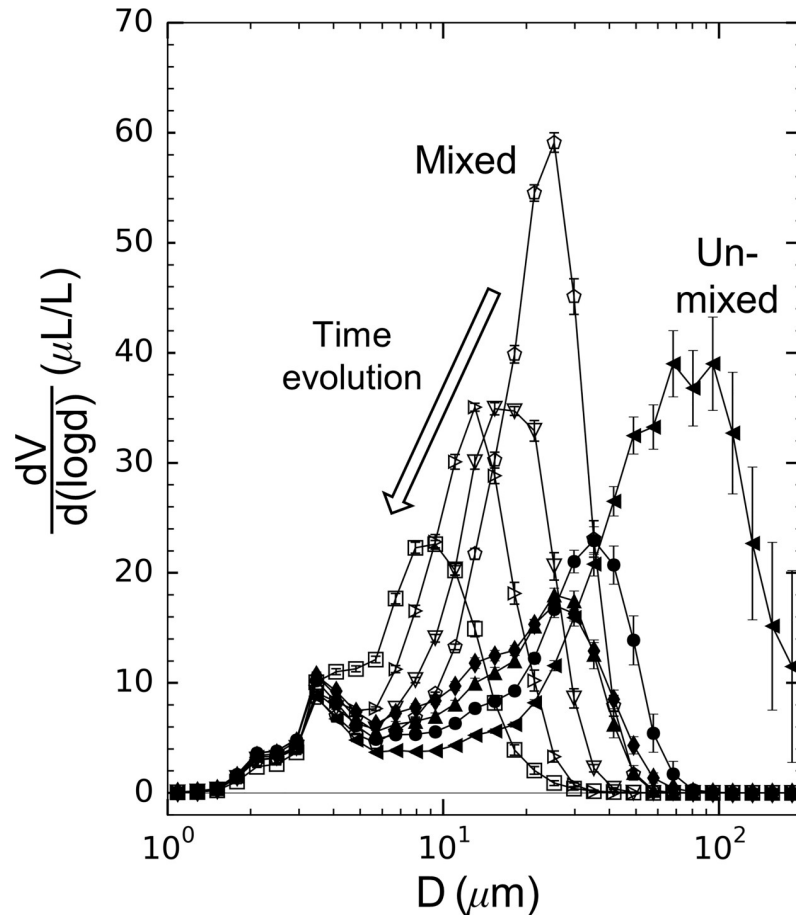 70
60
50
40
30
20
10
0
dV
d(logd)
(μL/L)
Mixed
Un-
mixed
Time
evolution
10⁰
10¹
10²
D (μm)